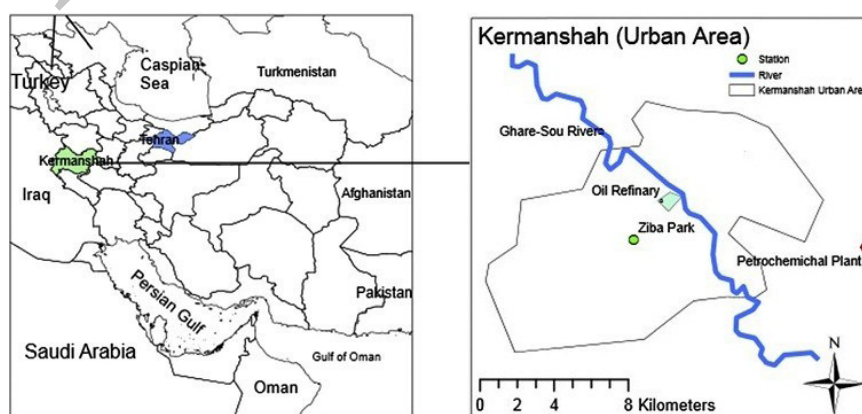 Caspian-
Sea
Turkey
Turkmenistan
Tehran
Kermanshah
Iraq
Afghanistan
Pakistan
Persian Gulf
Saudi Arabia
Gulf of Oman
Oman
Kermanshah (Urban Area)
Station
River
Kermanshah Urban Area
Ghare-Sou River
Oil Refinary
Ziba Park
Petrochemichal Plant
N
0 2 4 8 Kilometers